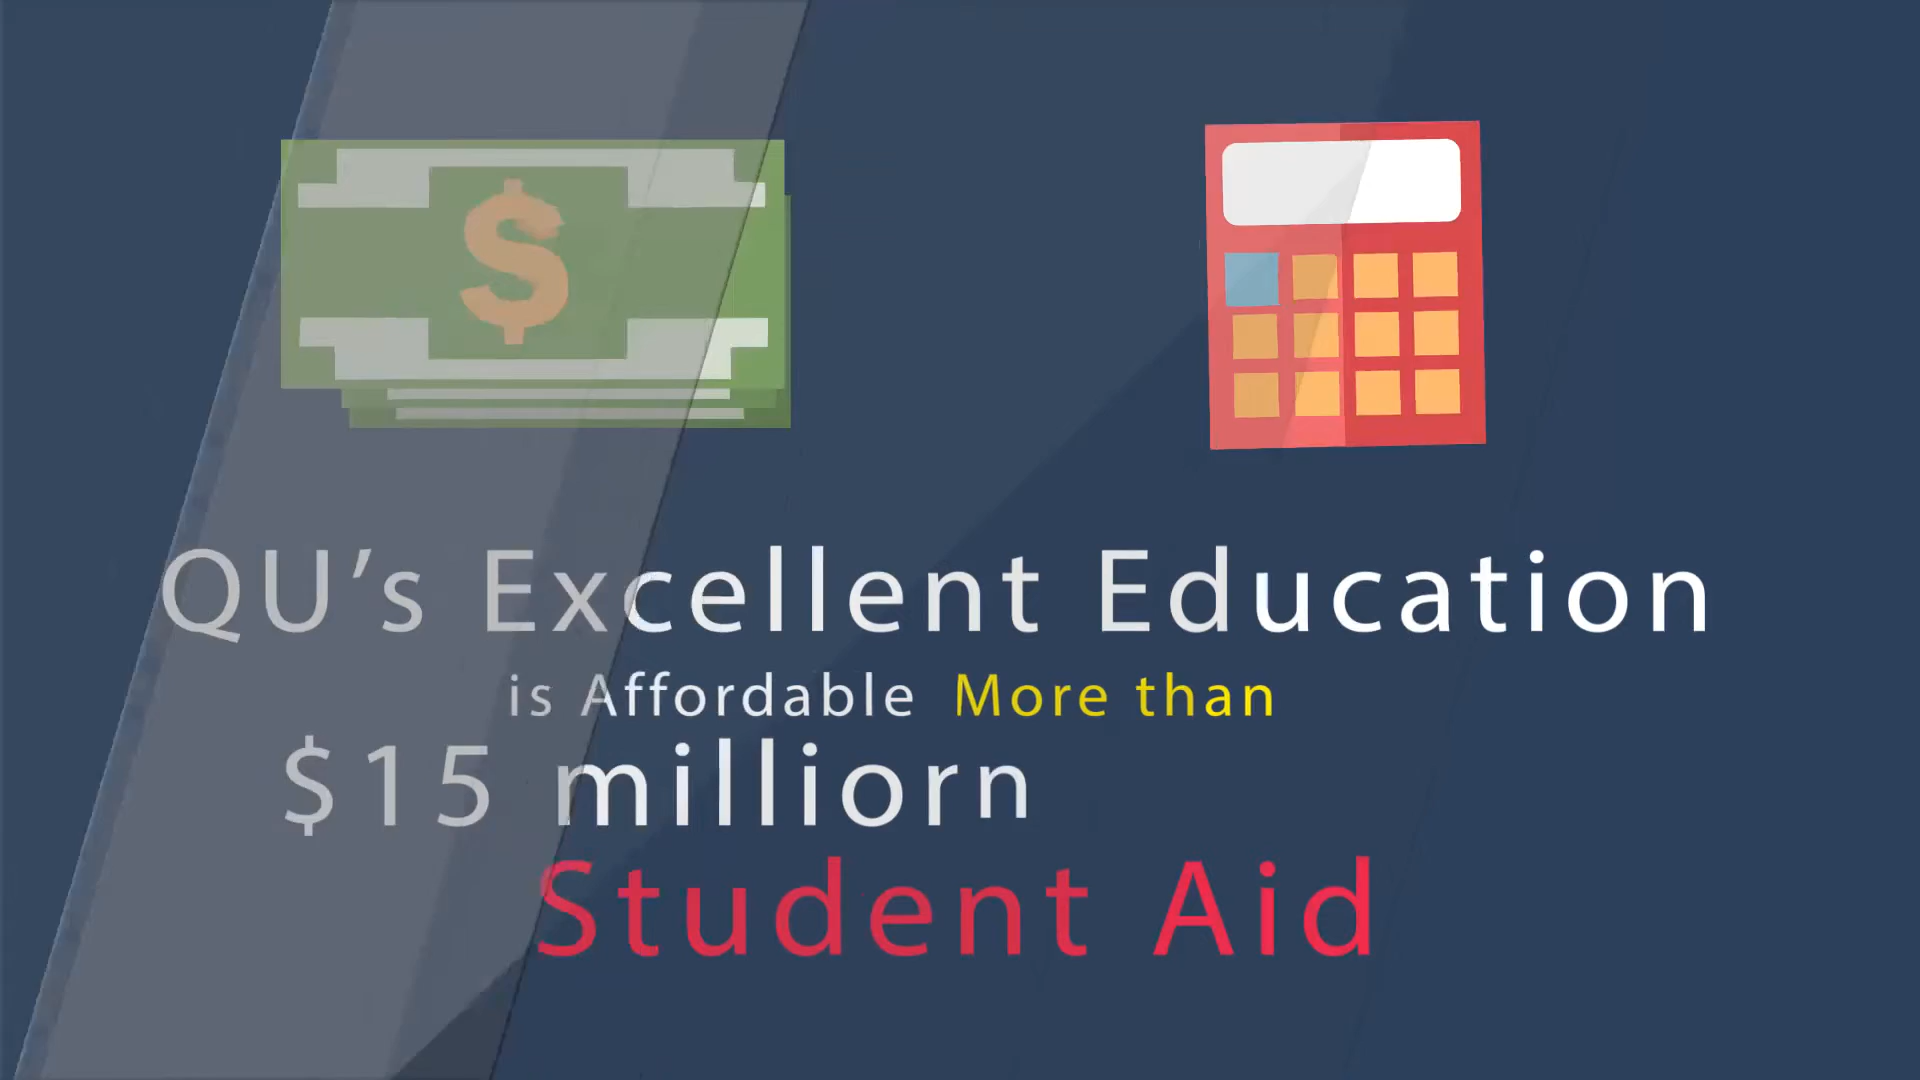 $
QU’s Excellent Education
is Affordable More than
$15 milliorn
Student Aid